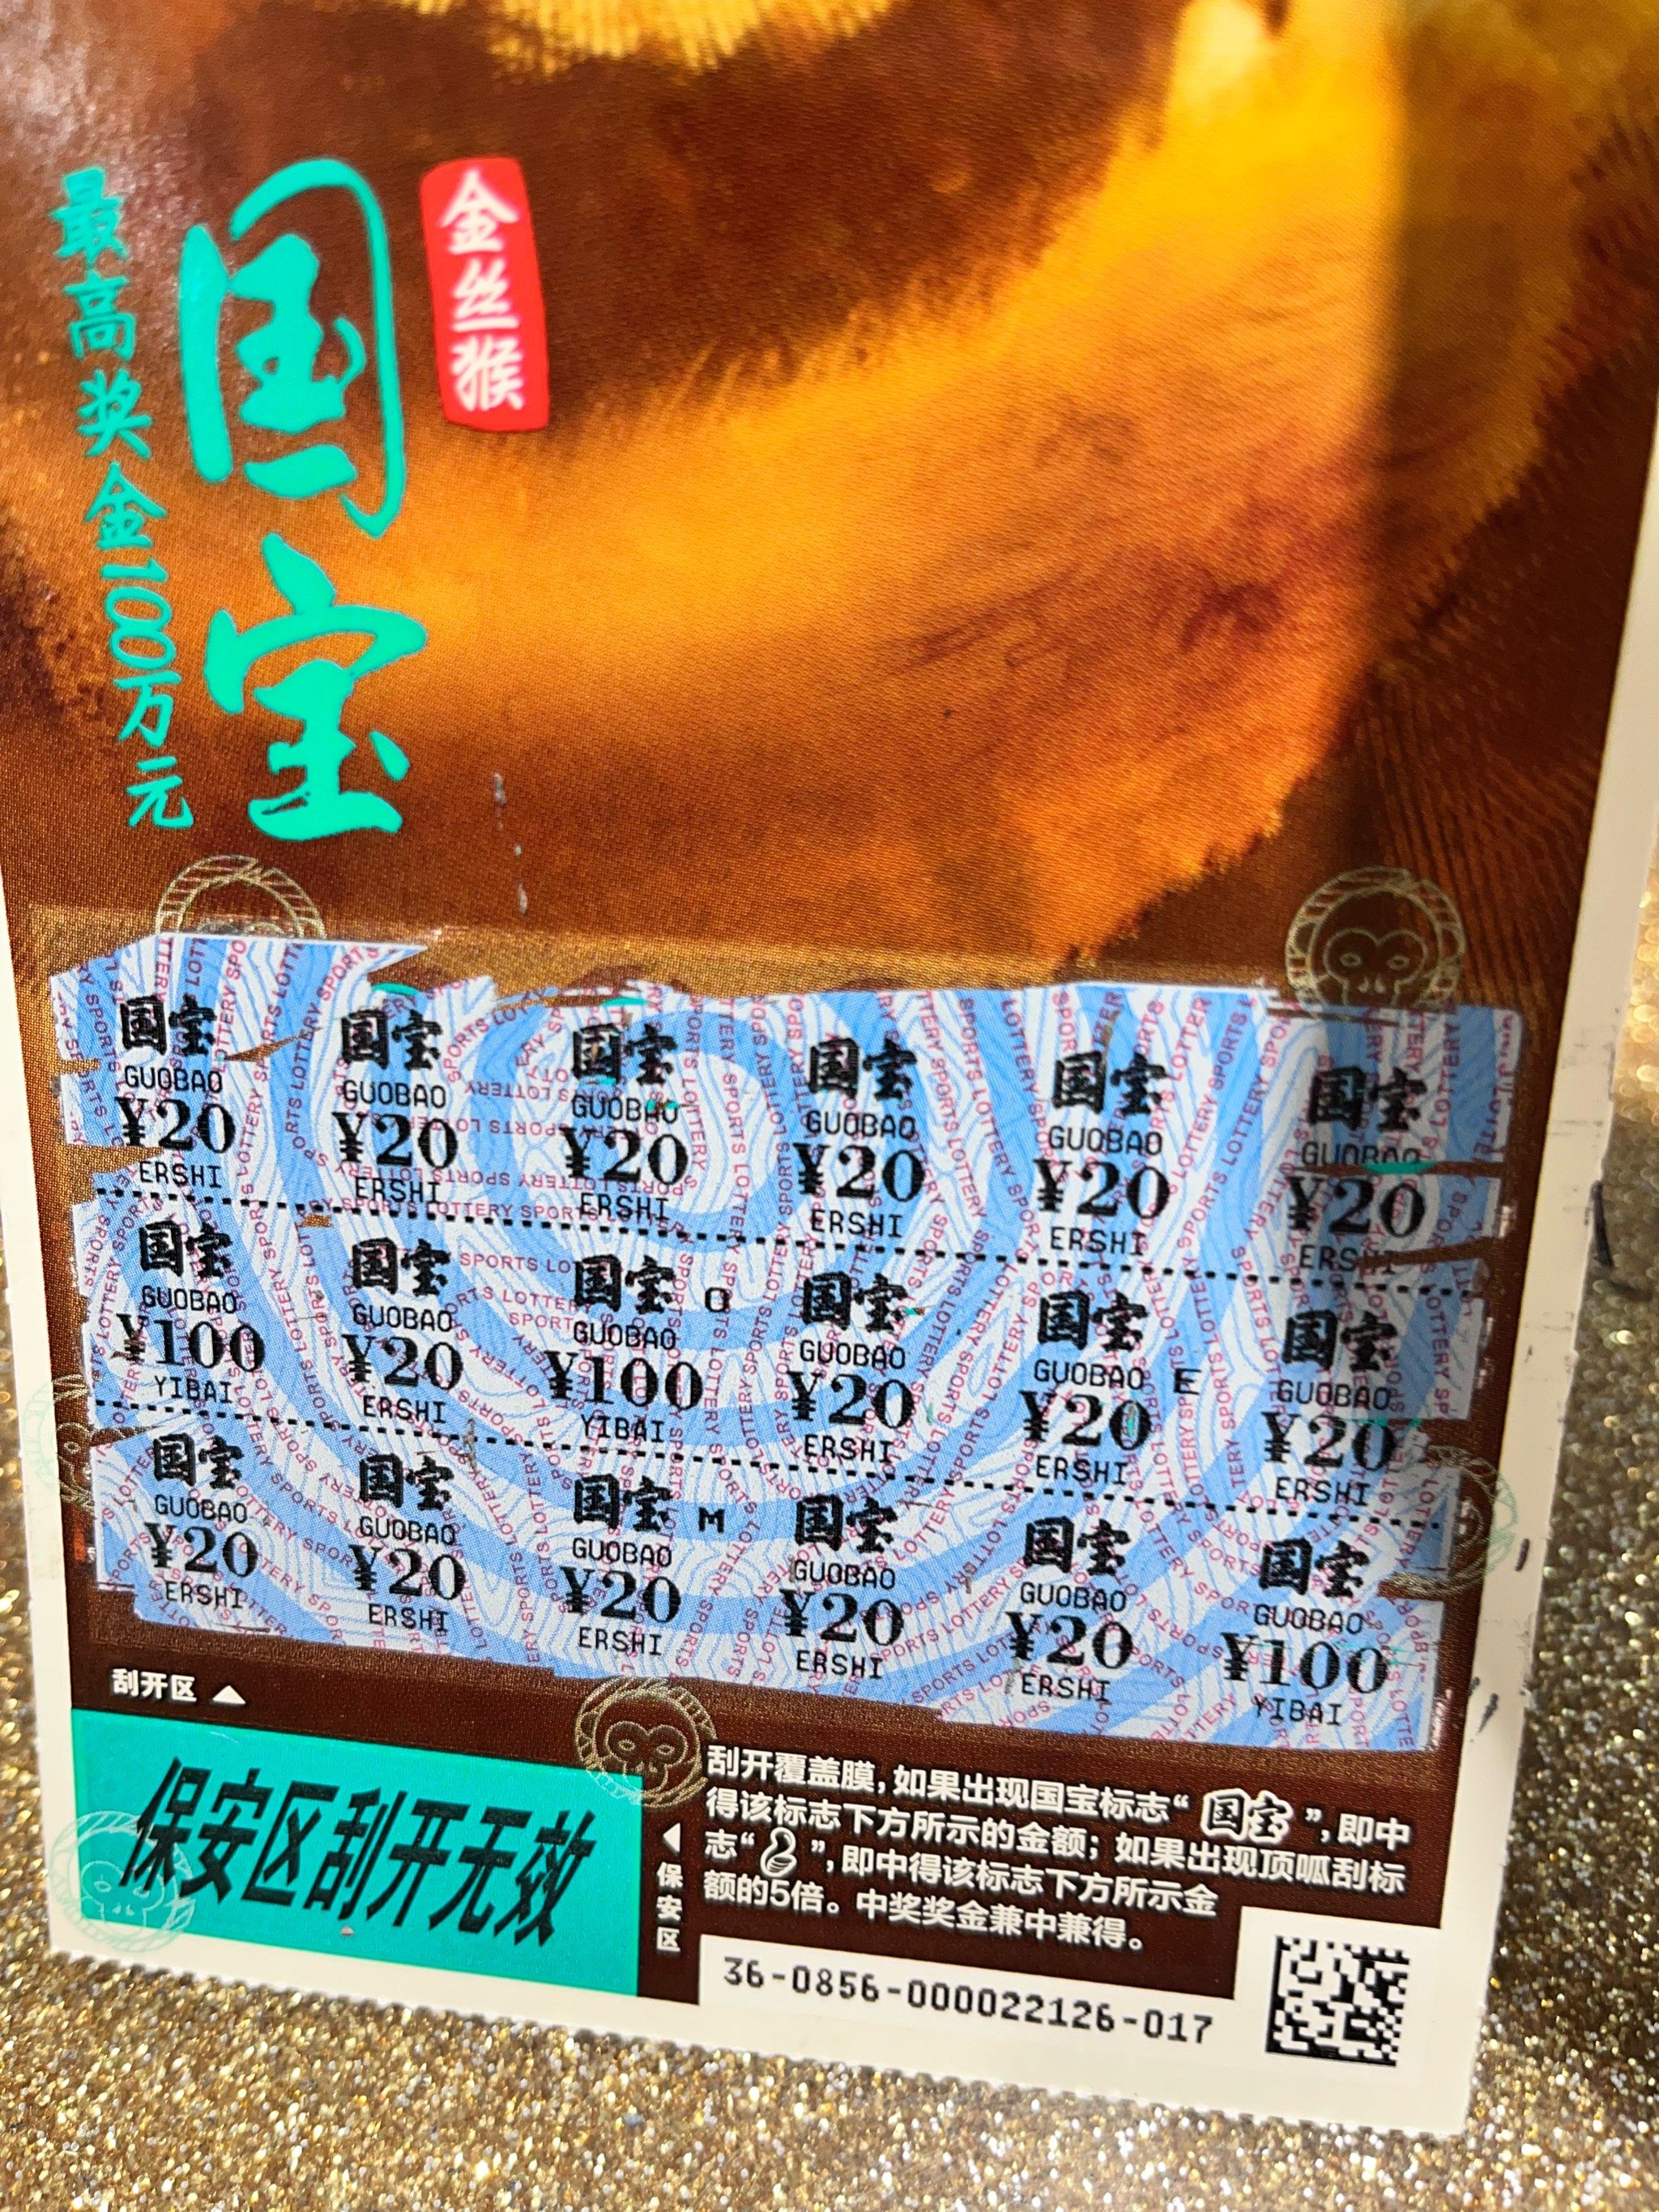 最高奖金100万元
国宝
金丝猴
国宝 国宝 国宝 国宝 国宝 国宝
GUOBAO GUOBAO GUOBAO GUOBAO GUOBAO GUOBAO
¥20 ¥20 ¥20 ¥20 ¥20 ¥20
ERSHI ERSHI ERSHI ERSHI ERSHI ERSHI
国宝 国宝 国宝 G 国宝 国宝 国宝
GUOBAO GUOBAO GUOBAO GUOBAO GUOBAO E GUOBAO
¥100 ¥20 ¥100 ¥20 ¥20 ¥20
YIBAI ERSHI YIBAI ERSHI ERSHI ERSHI
国宝 国宝 国宝 M 国宝 国宝 国宝
GUOBAO GUOBAO GUOBAO GUOBAO GUOBAO GUOBAO
¥20 ¥20 ¥20 ¥20 ¥20 ¥100
ERSHI ERSHI ERSHI ERSHI ERSHI YIBAI
刮开区
保安区刮开无效
保安区
刮开覆盖膜，如果出现国宝标志“国宝”，即中
得该标志下方所示的金额；如果出现顶呱刮标
志“ ”，即中得该标志下方所示金
额的5倍。中奖奖金兼中兼得。
36-0856-000022126-017